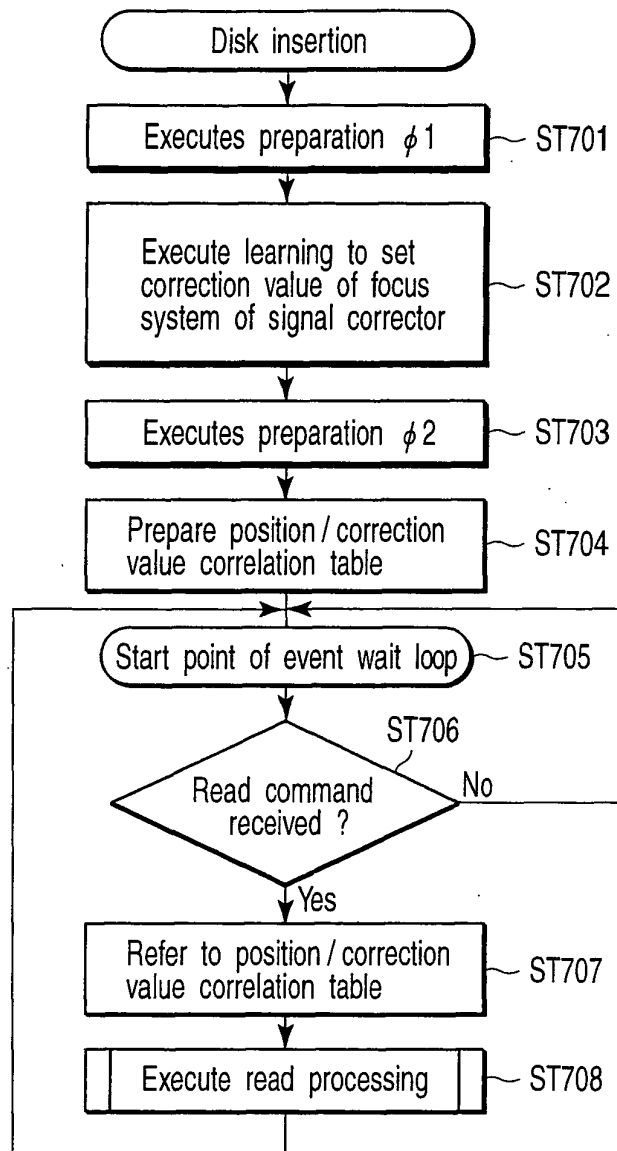 Disk insertion
Executes preparation ϕ1
ST701
Execute learning to set
correction value of focus
system of signal corrector
ST702
Executes preparation ϕ2
ST703
Prepare position / correction
value correlation table
ST704
Start point of event wait loop
ST705
ST706
Read command
received ?
No
Yes
Refer to position / correction
value correlation table
ST707
Execute read processing
ST708